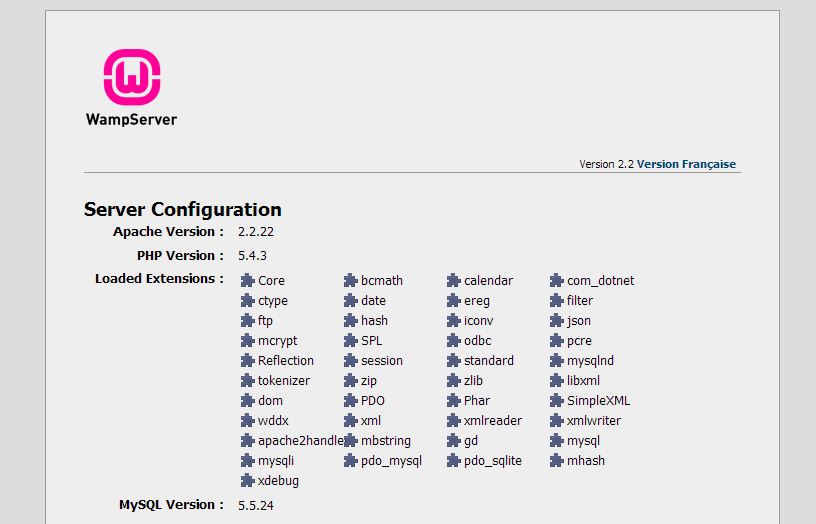 WampServer
Version 2.2 Version Française
Server Configuration
Apache Version : 2.2.22
PHP Version : 5.4.3
Loaded Extensions : Core bcmath calendar com_dotnet
ctype date ereg filter
ftp hash iconv json
mcrypt SPL odbc pcre
Reflection session standard mysqlnd
tokenizer zip zlib libxml
dom PDO Phar SimpleXML
wddx xml xmlreader xmlwriter
apache2handle mbstring gd mysql
mysqli pdo_mysql pdo_sqlite mhash
xdebug
MySQL Version : 5.5.24